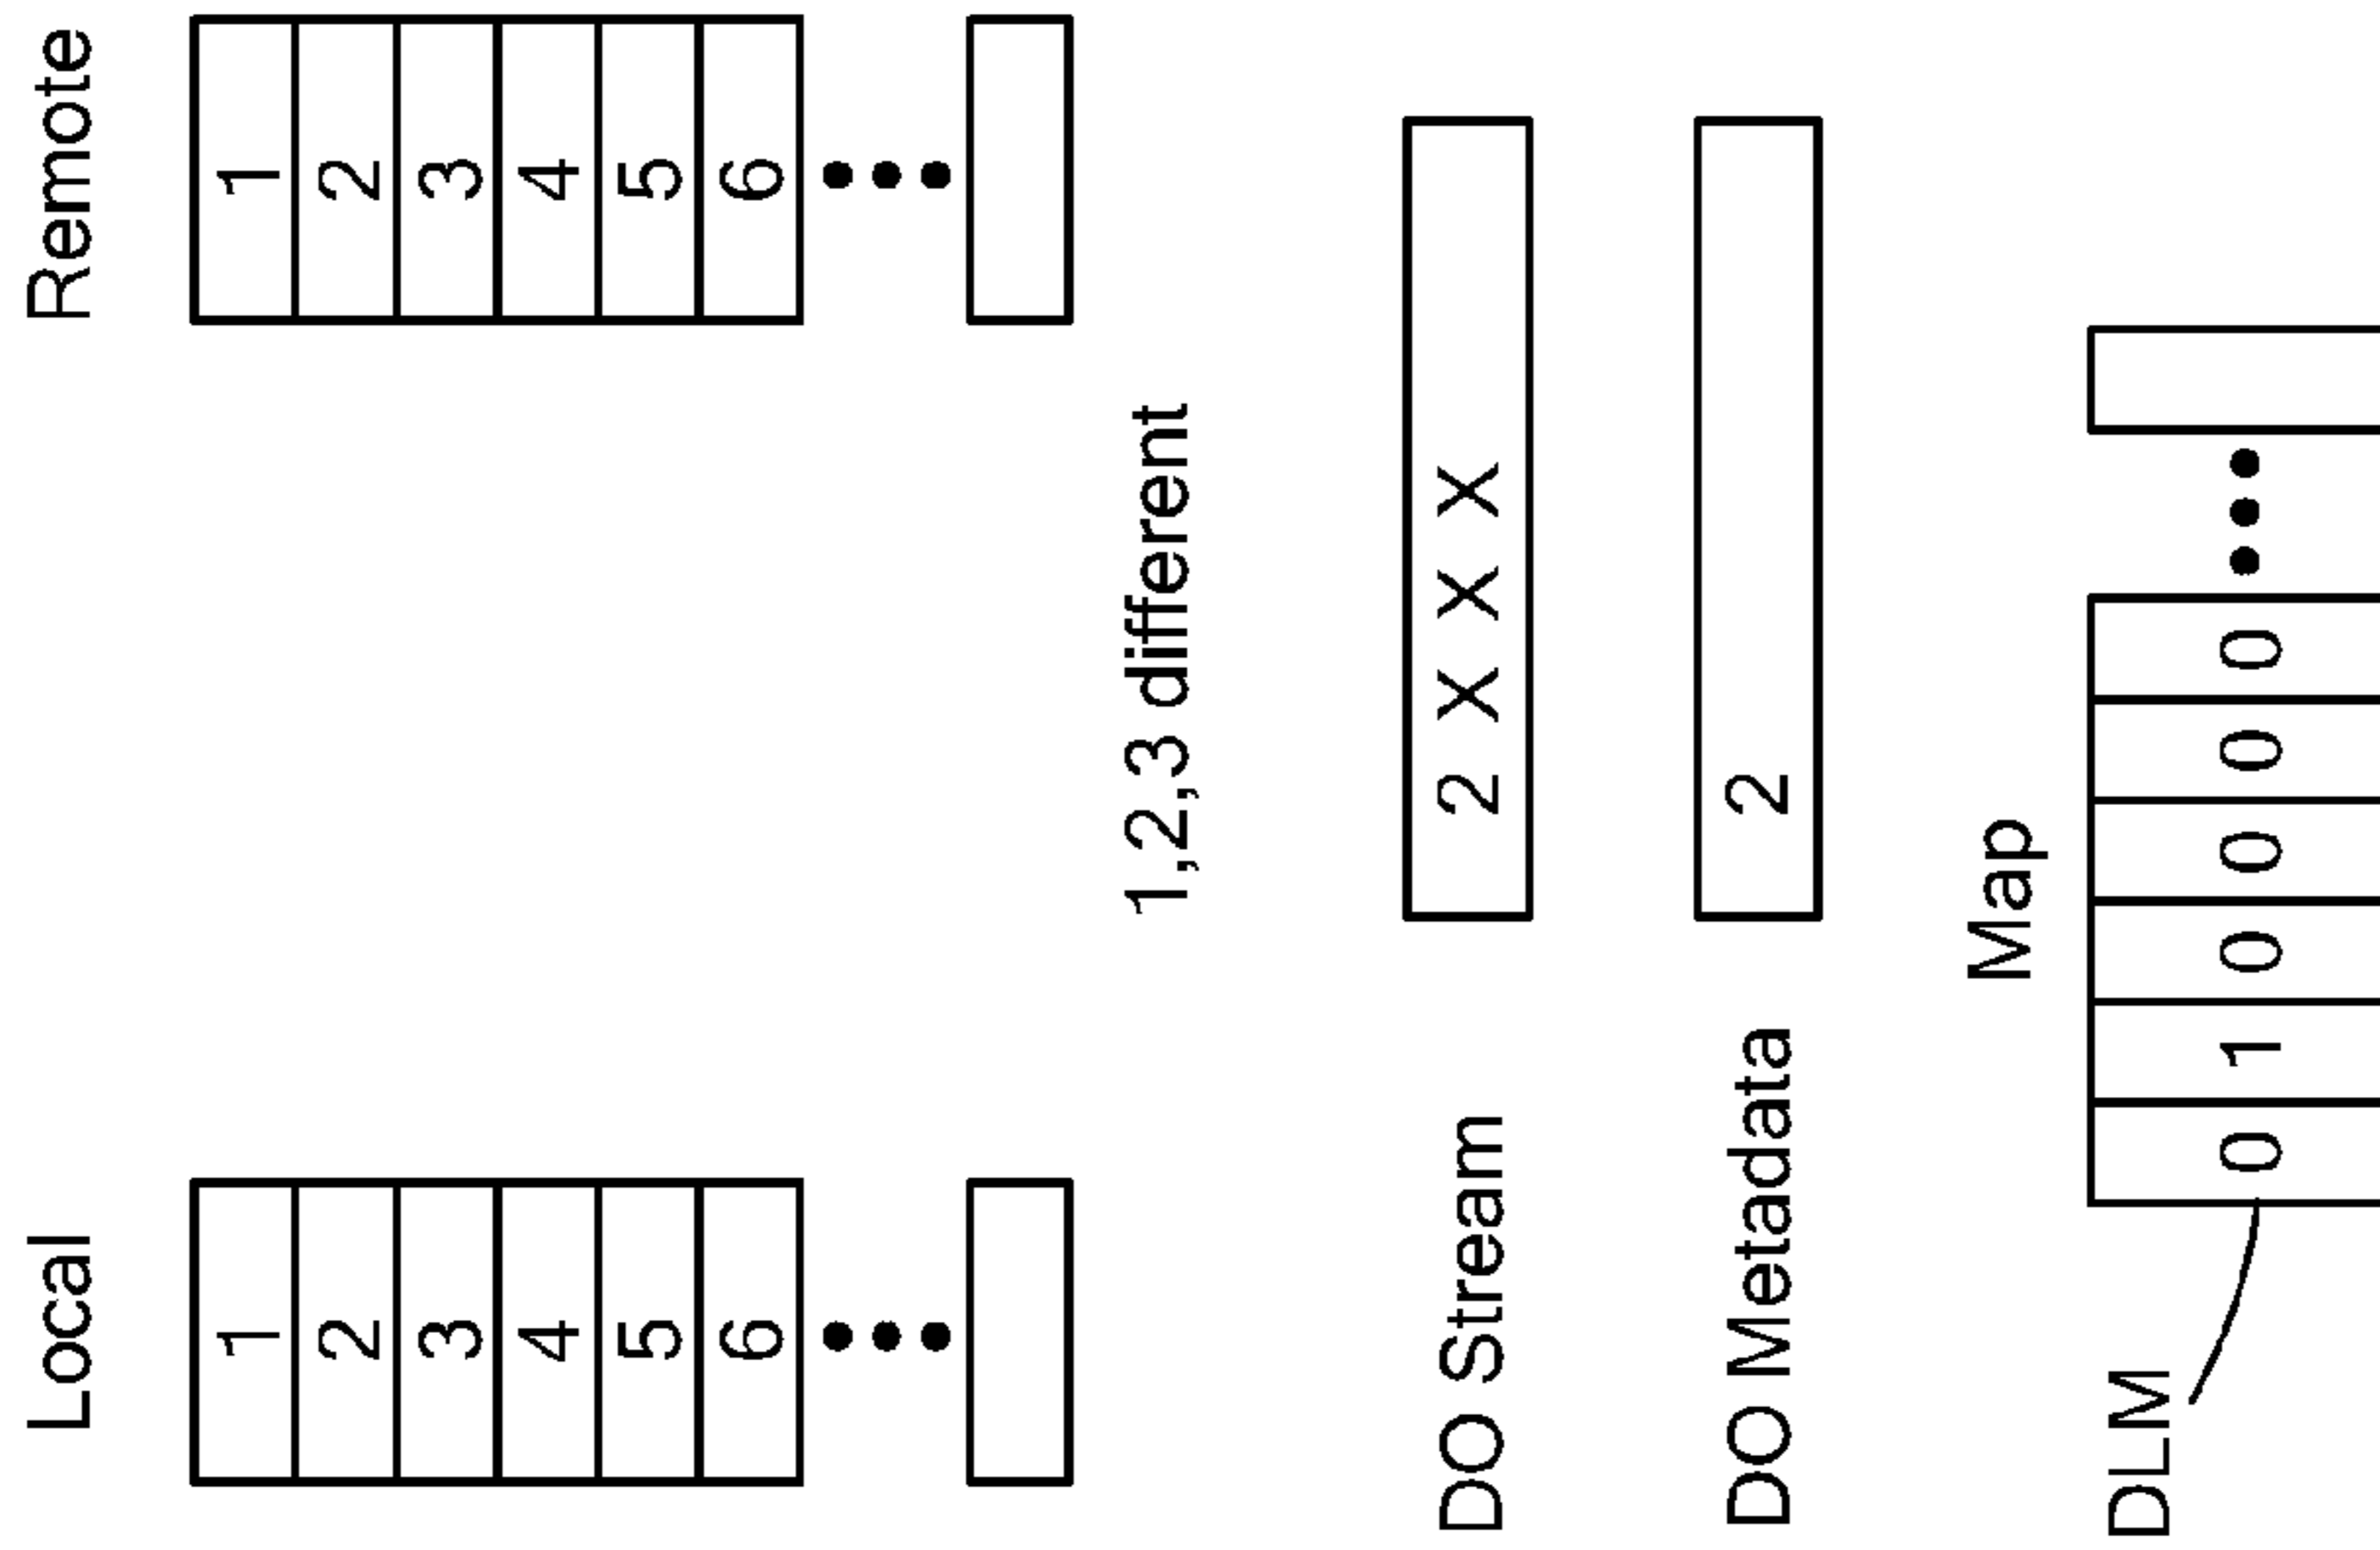 Local Remote
1 1
2 2
3 3
4 4
5 5
6 6
1,2,3 different
DO Stream 2 X X X
DO Metadata 2
Map
DLM 0 1 0 0 0 0